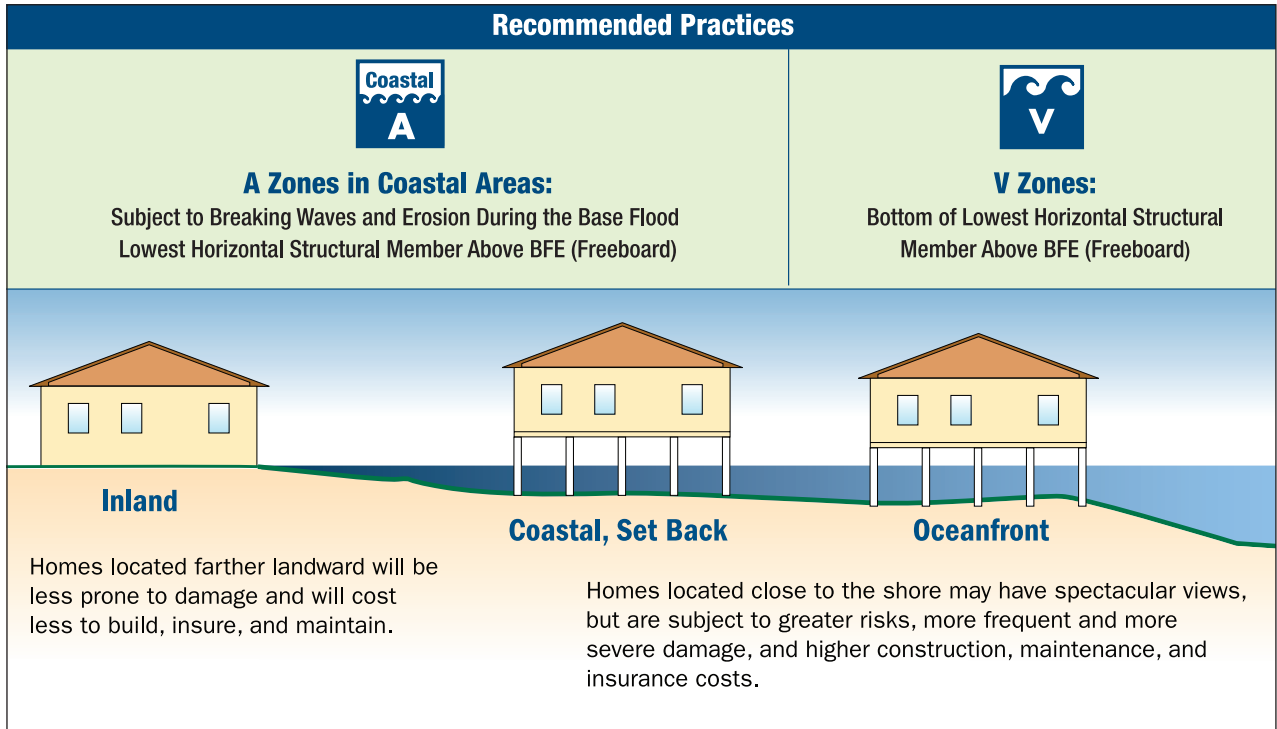 Recommended Practices
Coastal
A
A Zones in Coastal Areas:
Subject to Breaking Waves and Erosion During the Base Flood
Lowest Horizontal Structural Member Above BFE (Freeboard)
V
V Zones:
Bottom of Lowest Horizontal Structural
Member Above BFE (Freeboard)
Inland
Homes located farther landward will be
less prone to damage and will cost
less to build, insure, and maintain.
Coastal, Set Back
Oceanfront
Homes located close to the shore may have spectacular views,
but are subject to greater risks, more frequent and more
severe damage, and higher construction, maintenance, and
insurance costs.